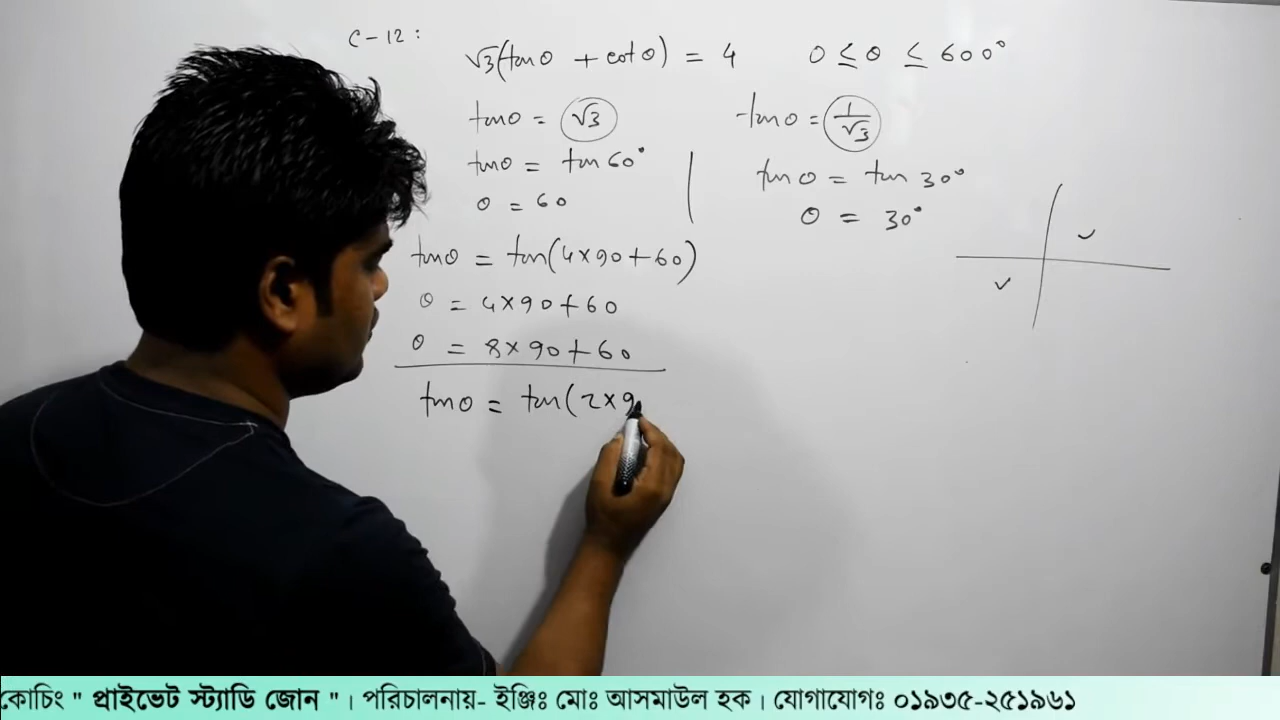 C-12:
√3(tanθ + cotθ) = 4    0 ≤ θ ≤ 600°
tanθ = √3    tanθ = 1/√3
tanθ = tan60°    tanθ = tan 30°
θ = 60    θ = 30°
tanθ = tan(4×90+60)
θ = 4×90+60
θ = 8×90+60
tanθ = tan(2×9
কোচিং " প্রাইভেট স্ট্যাডি জোন " । পরিচালনায়- ইঞ্জিঃ মোঃ আসমাউল হক । যোগাযোগঃ ০১৯৩৫-২৫১৯৬১